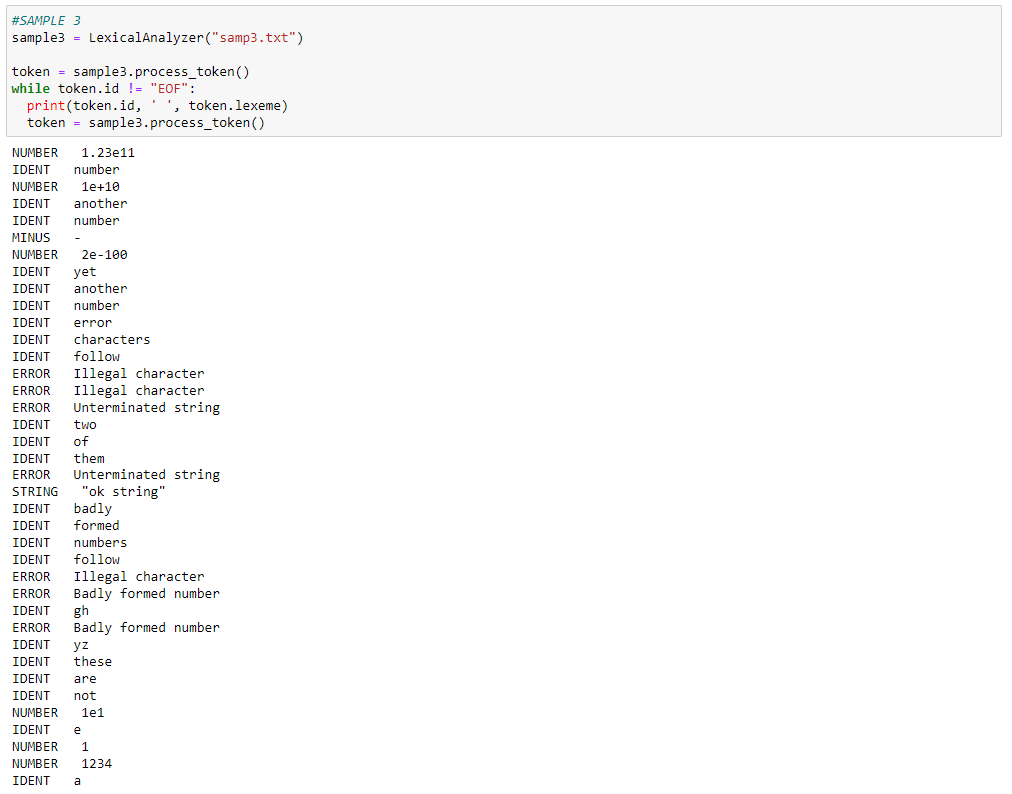 #SAMPLE 3
sample3 = LexicalAnalyzer("samp3.txt")
token = sample3.process_token()
while token.id != "EOF":
  print(token.id, ' ', token.lexeme)
  token = sample3.process_token()
NUMBER   1.23e11
IDENT   number
NUMBER   1e+10
IDENT   another
IDENT   number
MINUS   -
NUMBER   2e-100
IDENT   yet
IDENT   another
IDENT   number
IDENT   error
IDENT   characters
IDENT   follow
ERROR   Illegal character
ERROR   Illegal character
ERROR   Unterminated string
IDENT   two
IDENT   of
IDENT   them
ERROR   Unterminated string
STRING   "ok string"
IDENT   badly
IDENT   formed
IDENT   numbers
IDENT   follow
ERROR   Illegal character
ERROR   Badly formed number
IDENT   gh
ERROR   Badly formed number
IDENT   yz
IDENT   these
IDENT   are
IDENT   not
NUMBER   1e1
IDENT   e
NUMBER   1
NUMBER   1234
IDENT   a